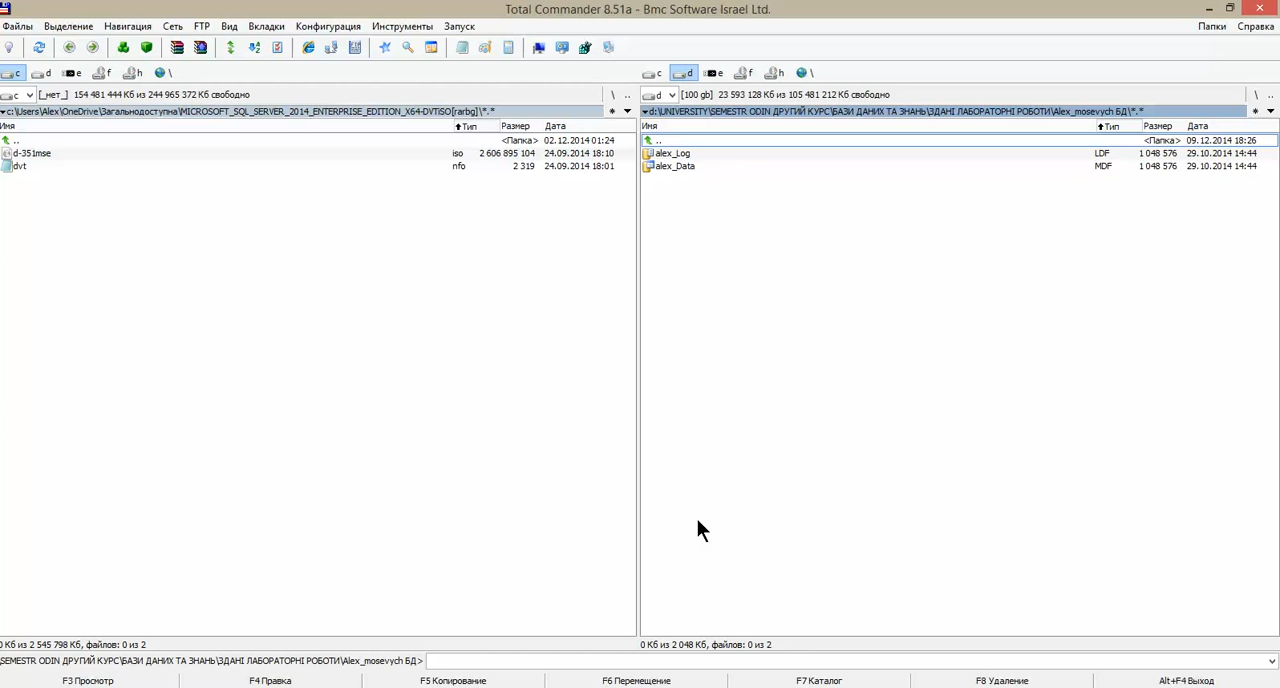 Total Commander 8.51a - Bmc Software Israel Ltd.
Файлы Выделение Навигация Сеть FTP Вид Вкладки Конфигурация Инструменты Запуск Папки Справка
c d e f h \ c d e f h \
c [_нет_] 154 481 444 Кб из 244 965 372 Кб свободно \ .. d [100 gb] 23 593 128 Кб из 105 481 212 Кб свободно \ ..
c:\Users\Alex\OneDrive\Загальнодоступна\MICROSOFT_SQL_SERVER_2014_ENTERPRISE_EDITION_X64-DVTiSO[rarbg]\*.* * d:\UNIVERSITY\SEMESTR ODIN ДРУГИЙ КУРС\БАЗИ ДАНИХ ТА ЗНАНЬ\ЗДАНІ ЛАБОРАТОРНІ РОБОТИ\Alex_mosevych БД\*.* *
Имя Тип Размер Дата Имя Тип Размер Дата
.. <Папка> 02.12.2014 01:24 .. <Папка> 09.12.2014 18:26
d-351mse iso 2 606 895 104 24.09.2014 18:10 alex_Log LDF 1 048 576 29.10.2014 14:44
dvt nfo 2 319 24.09.2014 18:01 alex_Data MDF 1 048 576 29.10.2014 14:44
0 Кб из 2 545 798 Кб, файлов: 0 из 2 0 Кб из 2 048 Кб, файлов: 0 из 2
SEMESTR ODIN ДРУГИЙ КУРС\БАЗИ ДАНИХ ТА ЗНАНЬ\ЗДАНІ ЛАБОРАТОРНІ РОБОТИ\Alex_mosevych БД>
F3 Просмотр F4 Правка F5 Копирование F6 Перемещение F7 Каталог F8 Удаление Alt+F4 Выход